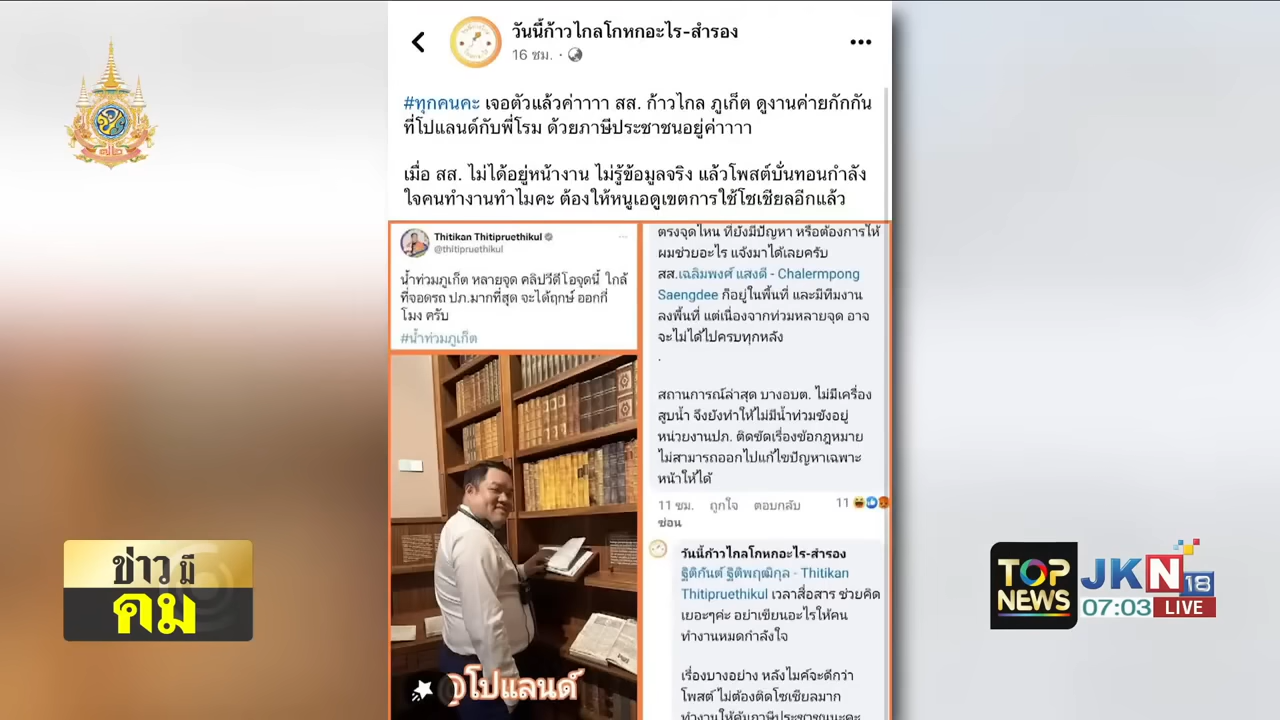 วันนี้ก้าวไกลโกหกอะไร-สำรอง
16 ชม.
#ทุกคนคะ เจอตัวแล้วค่าาาา สส. ก้าวไกล ภูเก็ต ดูงานค่ายกักกัน
ที่โปแลนด์กับพี่โรม ด้วยภาษีประชาชนอยู่ค่าาาา
เมื่อ สส. ไม่ได้อยู่หน้างาน ไม่รู้ข้อมูลจริง แล้วโพสต์บั่นทอนกำลัง
ใจคนทำงานทำไมคะ ต้องให้หนูเอดูเขตการใช้โซเชียลอีกแล้ว
Thitikan Thitipruethikul
@thitipruethikul
น้ำท่วมภูเก็ต หลายจุด คลิปวีดีโอจุดนี้ ใกล้
ที่จอดรถ ปภ.มากที่สุด จะได้ฤกษ์ ออกกี่
โมง ครับ
#น้ำท่วมภูเก็ต
@โปแลนด์
ตรงจุดไหน ที่ยังมีปัญหา หรือต้องการให้
ผมช่วยอะไร แจ้งมาได้เลยครับ
สส.เฉลิมพงศ์ แสงดี - Chalermpong
Saengdee ก็อยู่ในพื้นที่ และมีทีมงาน
ลงพื้นที่ แต่เนื่องจากท่วมหลายจุด อาจ
จะไม่ได้ไปครบทุกหลัง
.
สถานการณ์ล่าสุด บางอบต. ไม่มีเครื่อง
สูบน้ำ จึงยังทำให้ไม่มีน้ำท่วมขังอยู่
หน่วยงานปภ. ติดขัดเรื่องข้อกฎหมาย
ไม่สามารถออกไปแก้ไขปัญหาเฉพาะ
หน้าให้ได้
11 ชม. ถูกใจ ตอบกลับ 11
ซ่อน
วันนี้ก้าวไกลโกหกอะไร-สำรอง
ฐิติกันต์ ฐิติพฤฒิกุล - Thitikan
Thitipruethikul เวลาสื่อสาร ช่วยคิด
เยอะๆค่ะ อย่าเขียนอะไรให้คน
ทำงานหมดกำลังใจ
เรื่องบางอย่าง หลังไมค์จะดีกว่า
โพสต์ ไม่ต้องติดโซเชียลมาก
ทำงานให้คุ้มภาษีประชาชนนะคะ
ข่าวมี
คม
TOP
NEWS
JKN18
07:03 LIVE